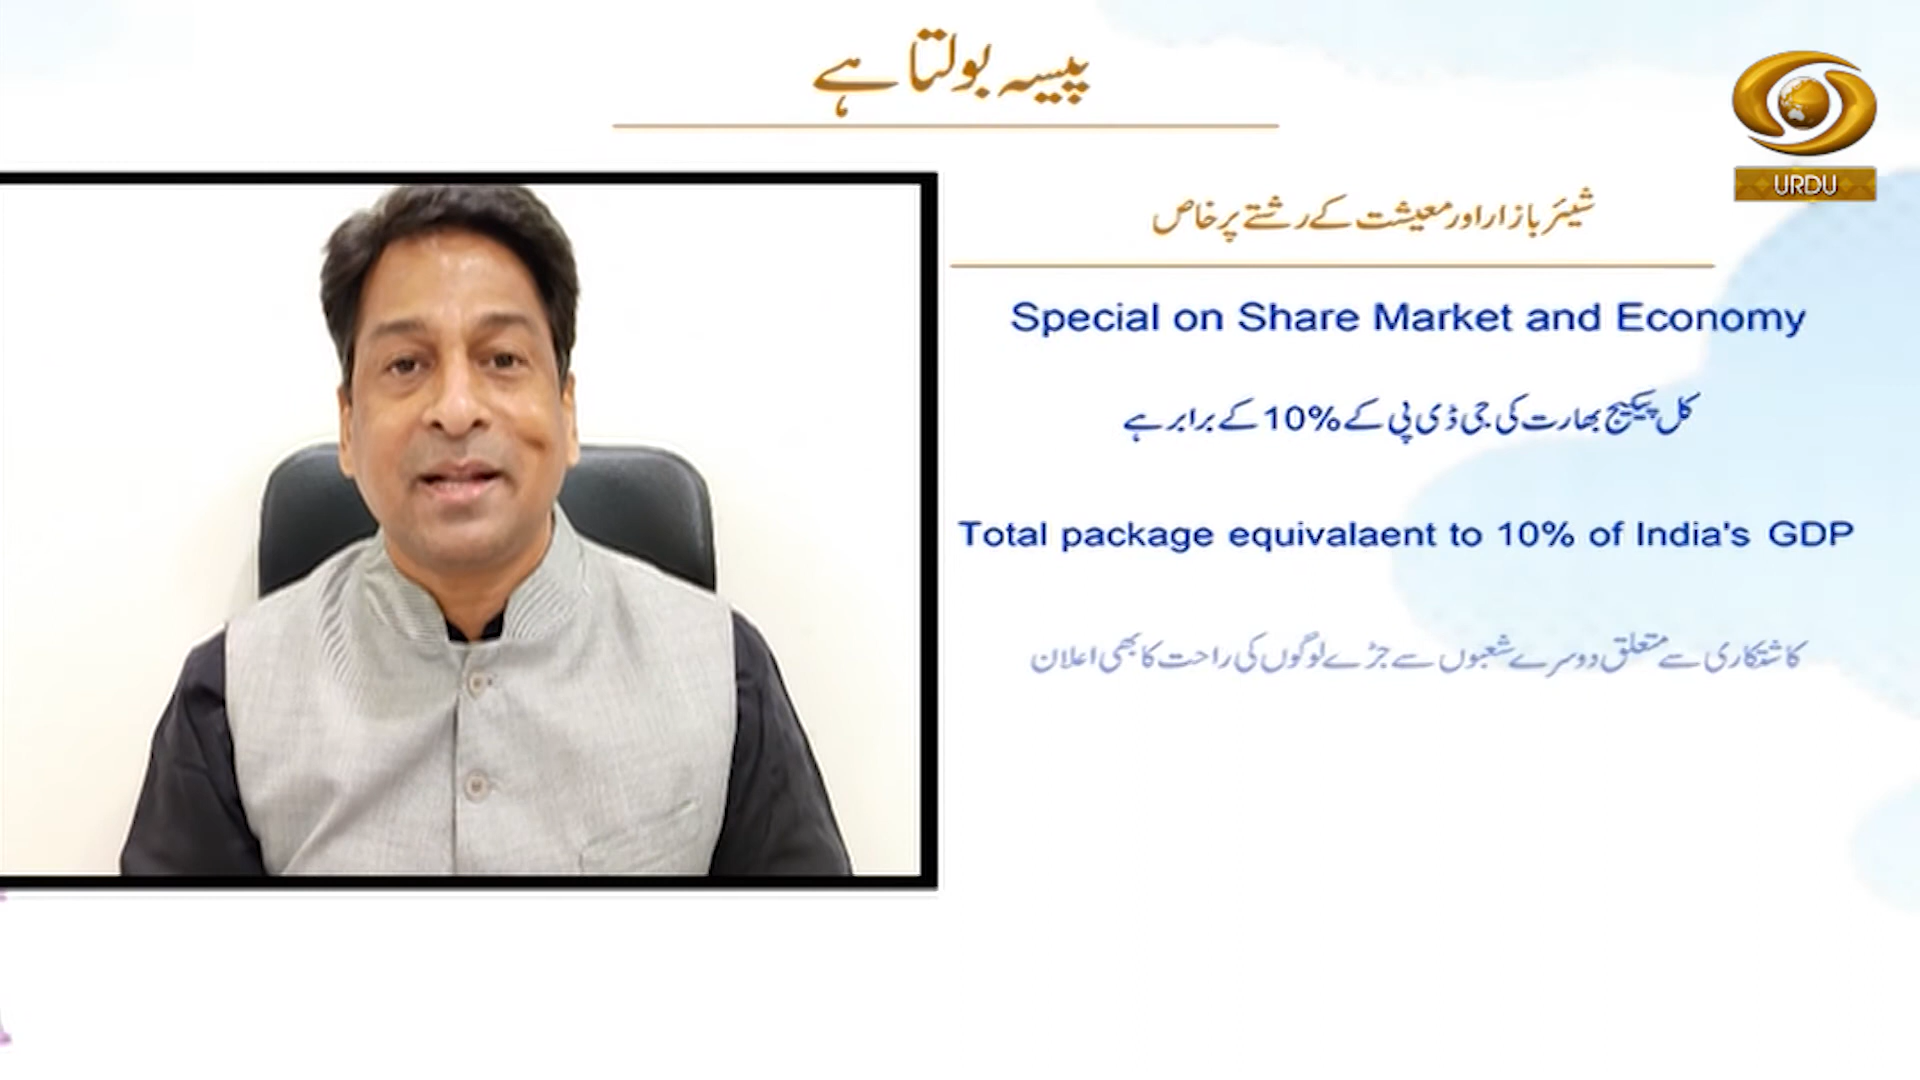 پیسہ بولتا ہے
URDU
شیئر بازار اور معیشت کے رشتے پر خاص
Special on Share Market and Economy
کل پیکیج بھارت کی جی ڈی پی کے %10 کے برابر ہے
Total package equivalaent to 10% of India's GDP
کاشتکاری سے متعلق دوسرے شعبوں سے جڑے لوگوں کی راحت کا بھی اعلان